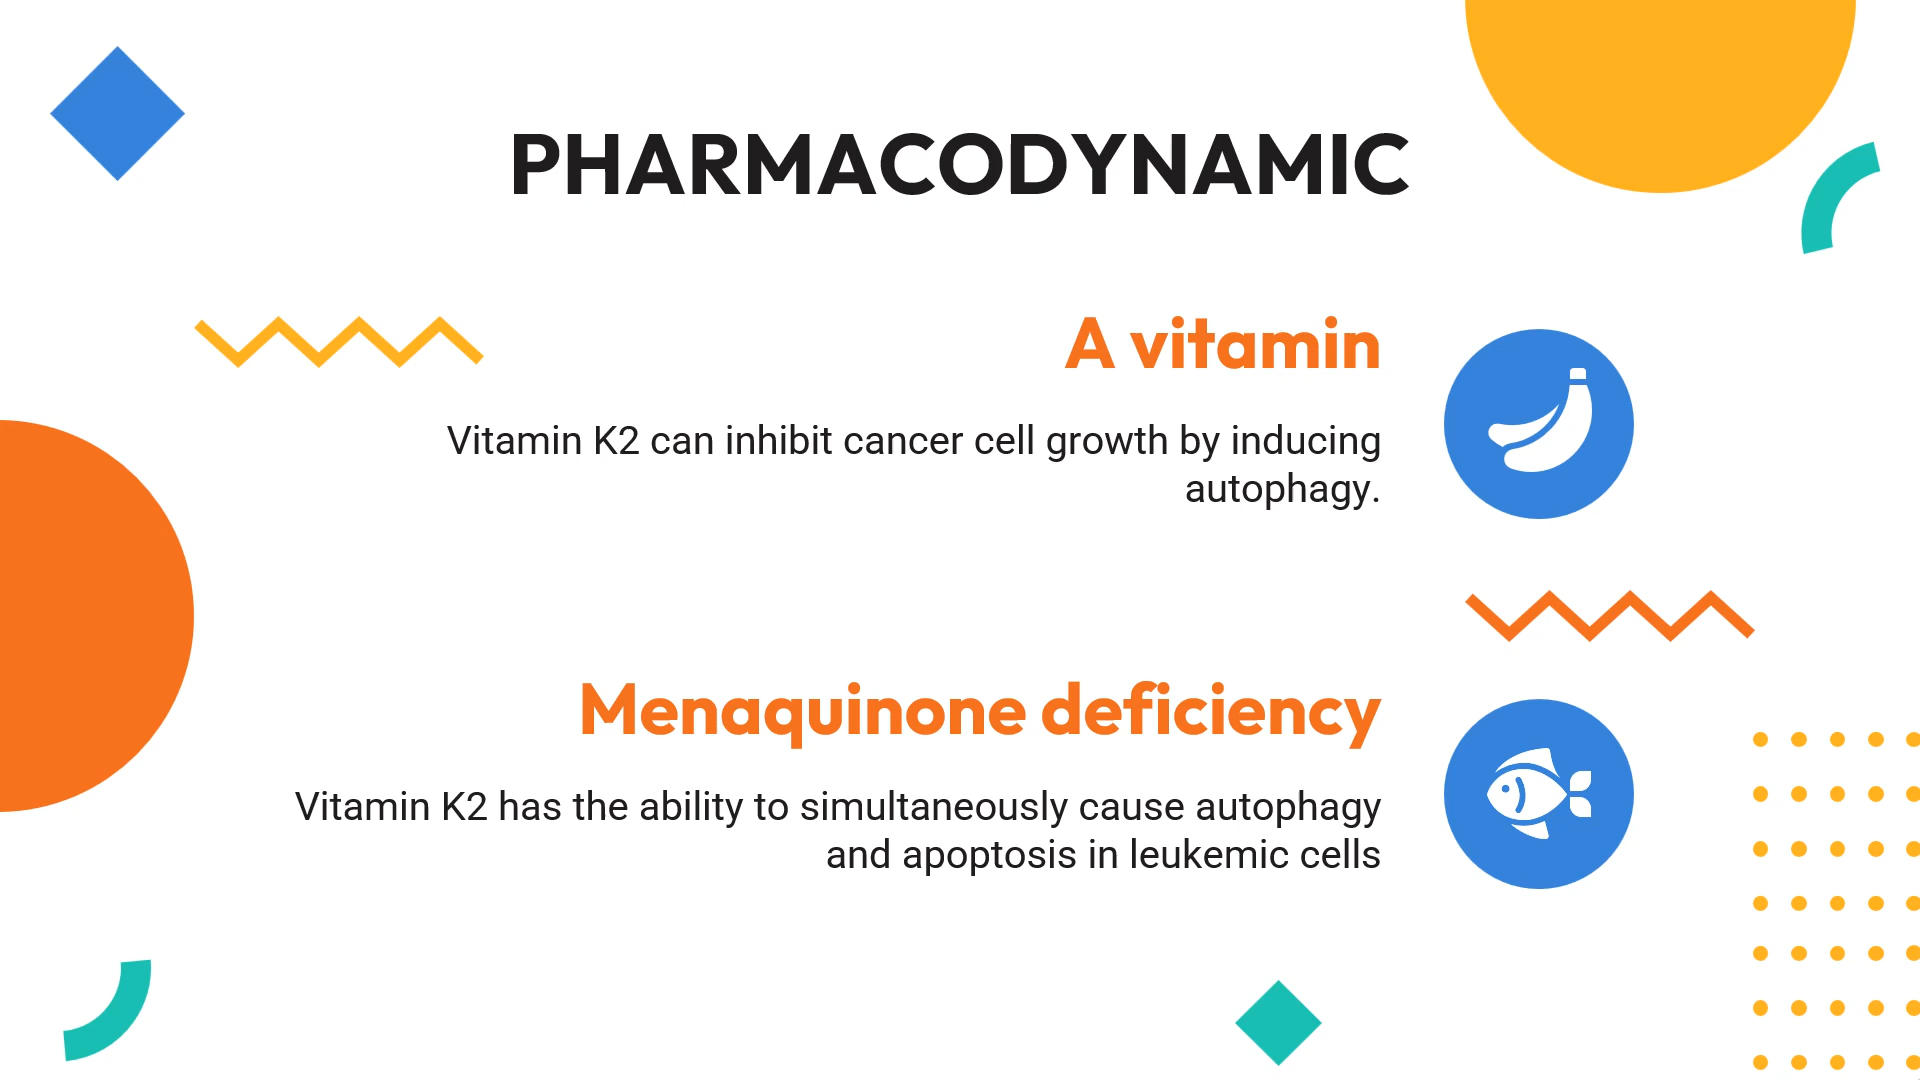 PHARMACODYNAMIC
A vitamin
Vitamin K2 can inhibit cancer cell growth by inducing
autophagy.
Menaquinone deficiency
Vitamin K2 has the ability to simultaneously cause autophagy
and apoptosis in leukemic cells